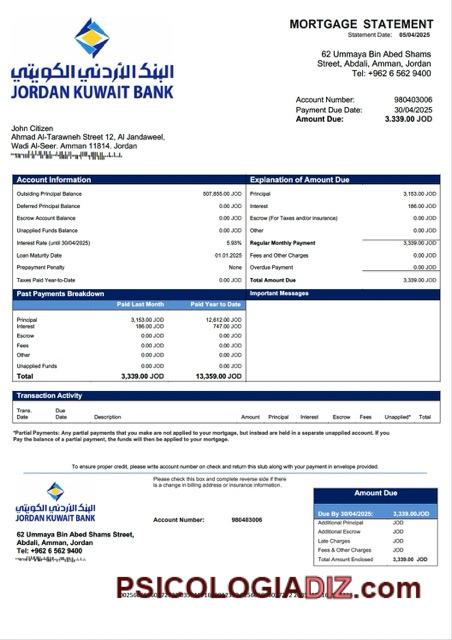 البنك الأردني الكويتي
JORDAN KUWAIT BANK
MORTGAGE STATEMENT
Statement Date: 05/04/2025
62 Ummaya Bin Abed Shams
Street, Abdali, Amman, Jordan
Tel: +962 6 562 9400
Account Number: 980403006
Payment Due Date: 30/04/2025
Amount Due: 3.339.00 JOD
John Citizen
Ahmad Al-Tarawneh Street 12, Al Jandaweel,
Wadi Al-Seer. Amman 11814. Jordan
Account Information
Outsiding Principal Balance 507,655.00 JOD
Deferred Principal Balance 0.00 JOD
Escrow Account Balance 0.00 JOD
Unapplied Funds Balance 0.00 JOD
Interest Rate (until 30/04/2025) 5.93%
Loan Maturity Date 01.01.2025
Prepayment Penalty None
Taxes Paid Year-to-Date 0.00 JOD
Explanation of Amount Due
Principal 3,153.00 JOD
Interest 186.00 JOD
Escrow (For Taxes and/or insurance) 0.00 JOD
Other 0.00 JOD
Regular Monthly Payment 3,339.00 JOD
Fees and Other Charges 0.00 JOD
Overdue Payment 0.00 JOD
Total Amount Due 3.339.00 JOD
Past Payments Breakdown
Paid Last Month Paid Year to Date
Principal 3,153.00 JOD 12,612.00 JOD
Interest 186.00 JOD 747.00 JOD
Escrow 0.00 JOD 0.00 JOD
Fees 0.00 JOD 0.00 JOD
Other 0.00 JOD 0.00 JOD
Unapplied Funds 0.00 JOD 0.00 JOD
Total 3,339.00 JOD 13,359.00 JOD
Important Messages
Transaction Activity
Trans. Date Due Date Description Amount Principal Interest Escrow Fees Unapplied* Total
*Partial Payments: Any partial payments that you make are not applied to your mortgage, but instead are held in a separate unapplied account. If you
Pay the balance of a partial payment, the funds will then be applied to your mortgage.
To ensure proper credit, please write account number on check and return this stub along with your payment in envelope provided.
Please check this box and complete reverse side if there
is a change in billing address or insurance information.
البنك الأردني الكويتي
JORDAN KUWAIT BANK
62 Ummaya Bin Abed Shams Street,
Abdali, Amman, Jordan
Tel: +962 6 562 9400
Account Number: 980403006
Amount Due
Due By 30/04/2025: 3,339.00JOD
Additional Principal JOD
Additional Escrow JOD
Late Charges JOD
Fees & Other Charges JOD
Total Amount Enclosed 3,339.00 JOD
PSICOLOGIADIZ.com